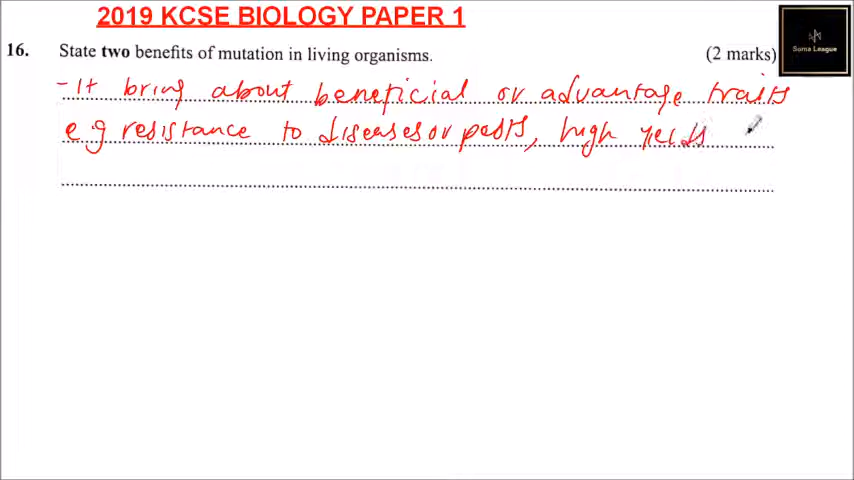 2019 KCSE BIOLOGY PAPER 1
Soma League
16. State two benefits of mutation in living organisms. (2 marks)
- It bring about beneficial or advantage traits
e.g resistance to diseases or pests, high yields